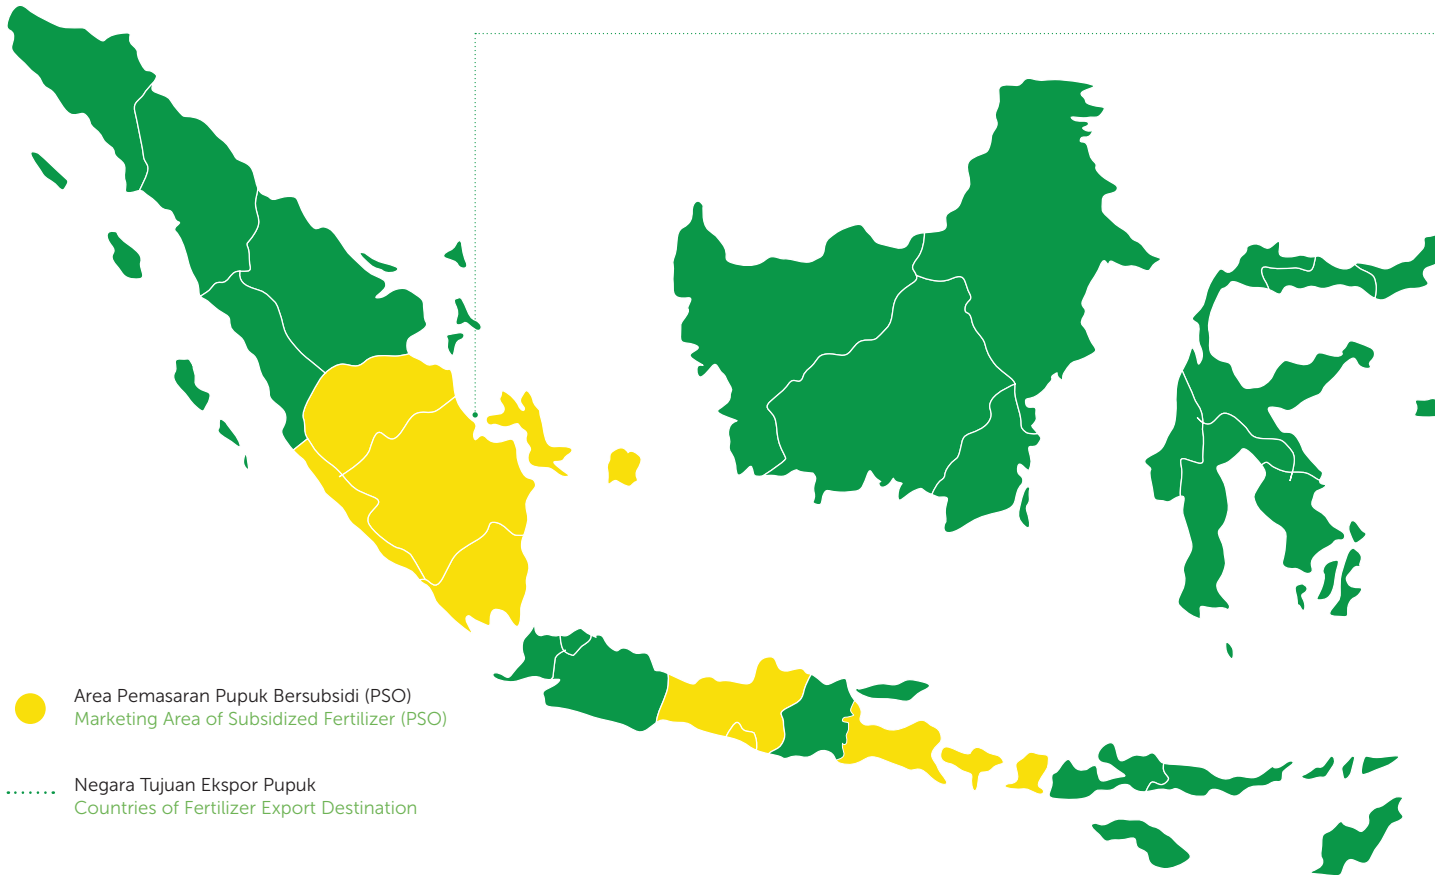 Area Pemasaran Pupuk Bersubsidi (PSO)
Marketing Area of Subsidized Fertilizer (PSO)
Negara Tujuan Ekspor Pupuk
Countries of Fertilizer Export Destination